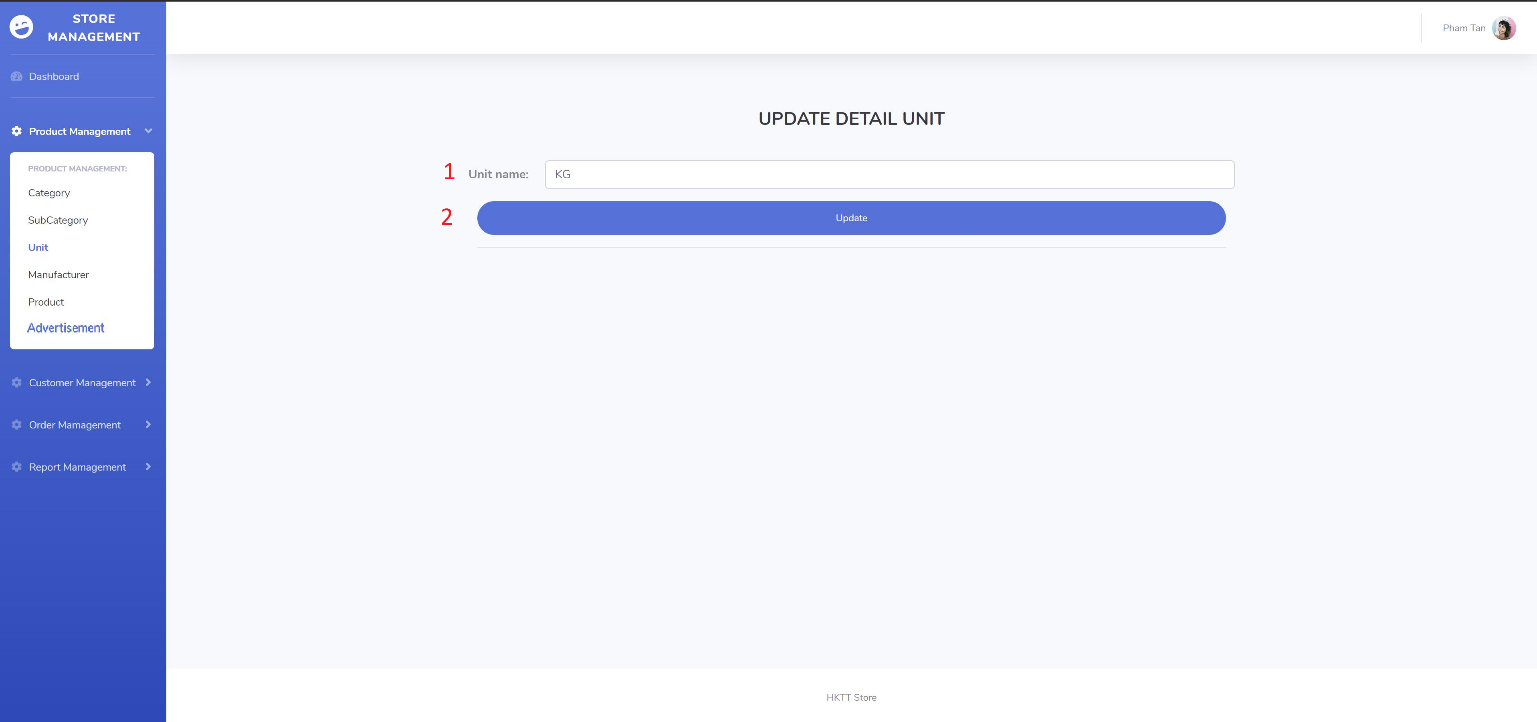 STORE
MANAGEMENT
Pham Tan
Dashboard
Product Management
PRODUCT MANAGEMENT:
Category
SubCategory
Unit
Manufacturer
Product
Advertisement
Customer Management
Order Mamagement
Report Mamagement
UPDATE DETAIL UNIT
1 Unit name: KG
2 Update
HKTT Store